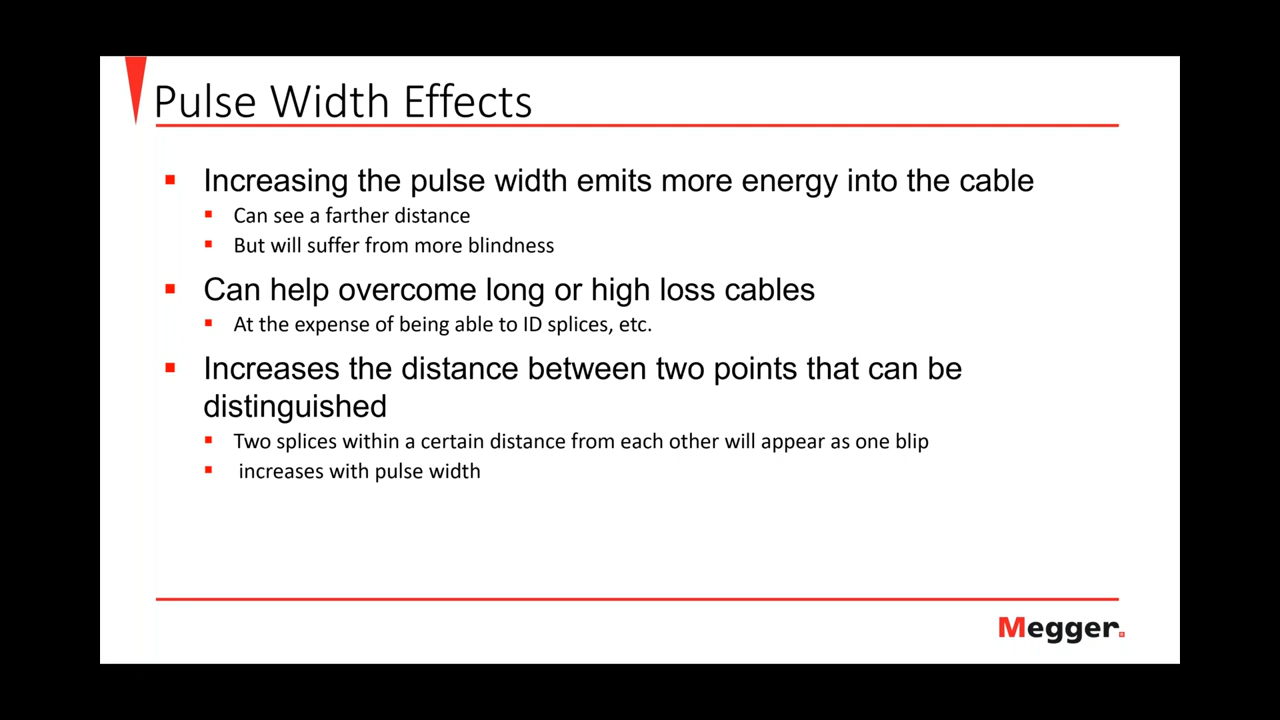 Pulse Width Effects
Increasing the pulse width emits more energy into the cable
Can see a farther distance
But will suffer from more blindness
Can help overcome long or high loss cables
At the expense of being able to ID splices, etc.
Increases the distance between two points that can be
distinguished
Two splices within a certain distance from each other will appear as one blip
increases with pulse width
Megger.